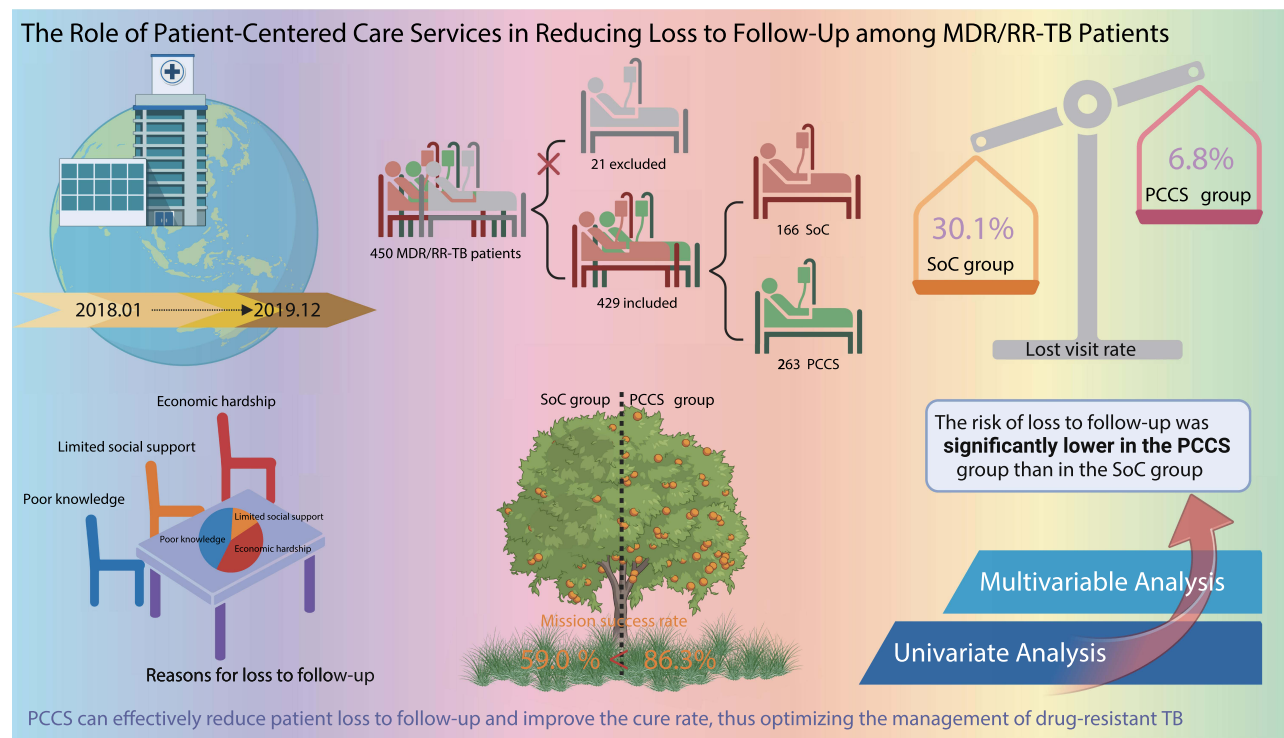 The Role of Patient-Centered Care Services in Reducing Loss to Follow-Up among MDR/RR-TB Patients
2018.01
2019.12
450 MDR/RR-TB patients
21 excluded
429 included
166 SoC
263 PCCS
30.1%
SoC group
6.8%
PCCS group
Lost visit rate
Economic hardship
Limited social support
Poor knowledge
Limited social support
Poor knowledge
Economic hardship
Reasons for loss to follow-up
SoC group
PCCS group
Mission success rate
59.0 % < 86.3%
The risk of loss to follow-up was
significantly lower in the PCCS
group than in the SoC group
Multivariable Analysis
Univariate Analysis
PCCS can effectively reduce patient loss to follow-up and improve the cure rate, thus optimizing the management of drug-resistant TB